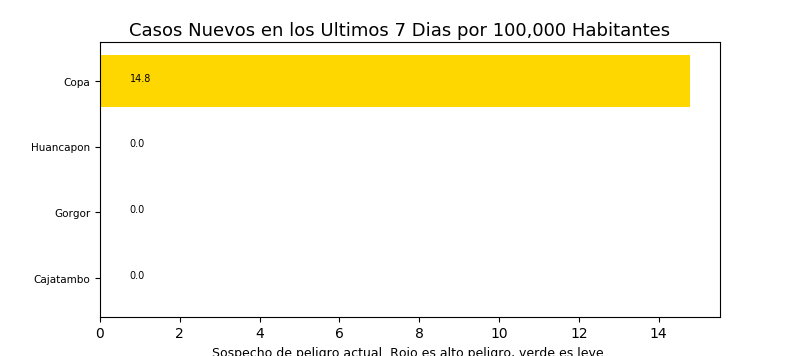 Casos Nuevos en los Ultimos 7 Dias por 100,000 Habitantes
Copa
14.8
Huancapon
0.0
Gorgor
0.0
Cajatambo
0.0
0 2 4 6 8 10 12 14
Sospecho de peligro actual. Rojo es alto peligro, verde es leve